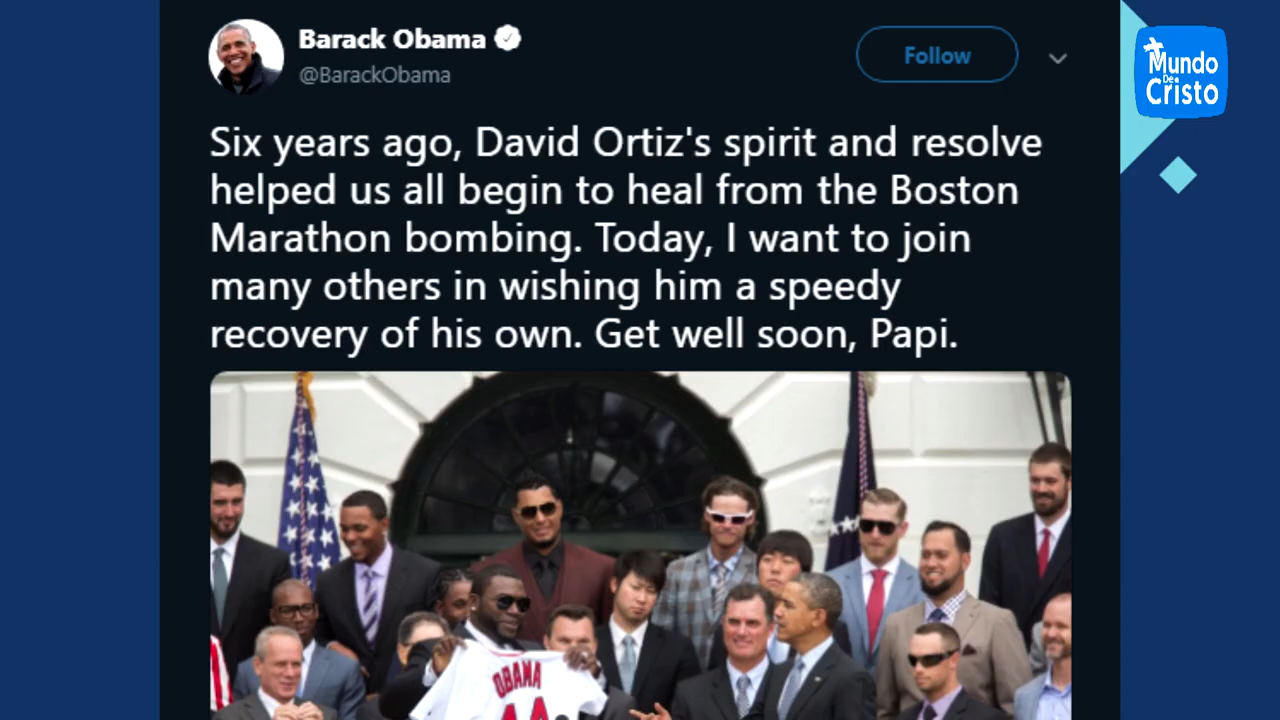 Barack Obama
@BarackObama
Follow
Mundo
De
Cristo
Six years ago, David Ortiz's spirit and resolve
helped us all begin to heal from the Boston
Marathon bombing. Today, I want to join
many others in wishing him a speedy
recovery of his own. Get well soon, Papi.
OBAMA
44